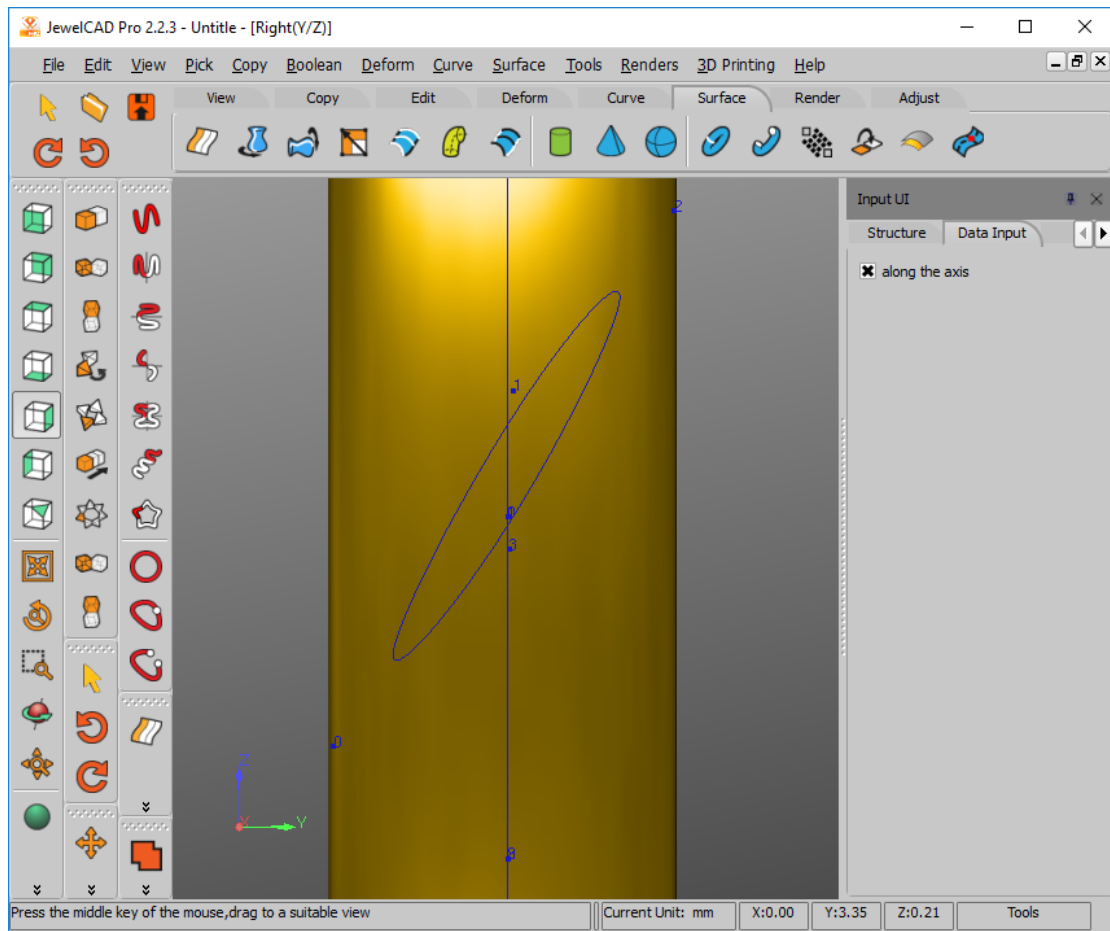 JewelCAD Pro 2.2.3 - Untitle - [Right(Y/Z)]
File Edit View Pick Copy Boolean Deform Curve Surface Tools Renders 3D Printing Help
View Copy Edit Deform Curve Surface Render Adjust
Input UI
Structure Data Input
along the axis
2
1
3
0
Z
X Y
Press the middle key of the mouse,drag to a suitable view Current Unit: mm X:0.00 Y:3.35 Z:0.21 Tools